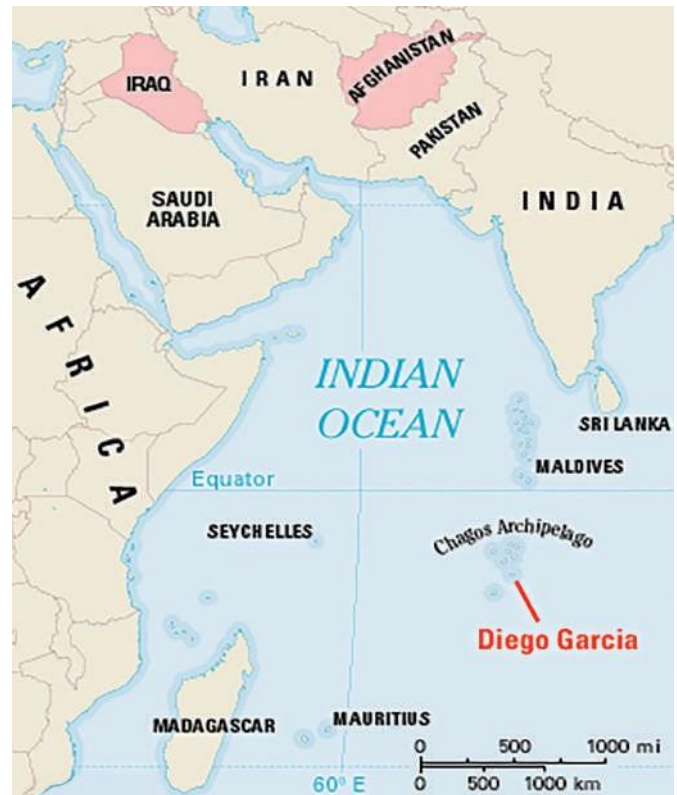 IRAQ
IRAN
AFGHANISTAN
PAKISTAN
SAUDI
ARABIA
INDIA
AFRICA
INDIAN
OCEAN
SRI LANKA
MALDIVES
Equator
SEYCHELLES
Chagos Archipelago
Diego Garcia
MADAGASCAR
MAURITIUS
0 500 1000 mi
0 500 1000 km
60° E